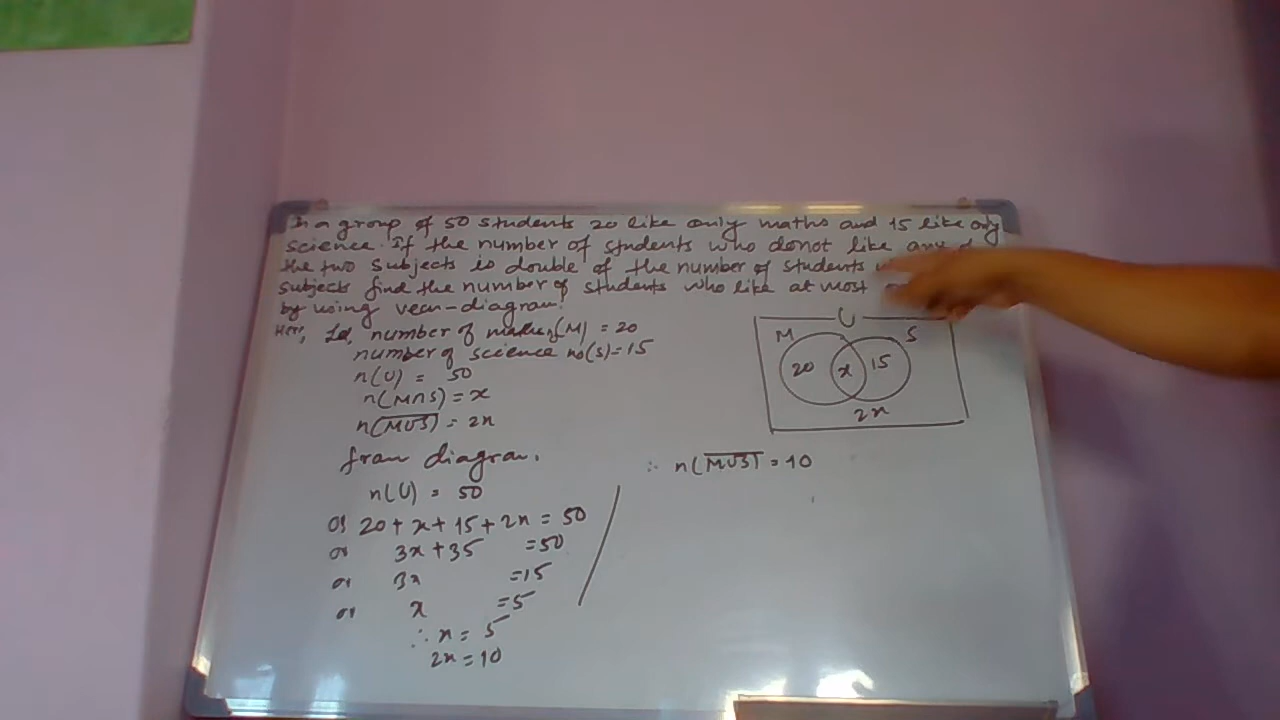 In a group of 50 students 20 like only maths and 15 like only
science. If the number of students who donot like any of
the two subjects is double of the number of students
subjects find the number of students who like at most
by using venn-diagram.
Here, Let, number of maths n(M) = 20
number of science no(S) = 15
n(U) = 50
n(M∩S) = x
n(M∪S)̅ = 2x
from diagram.
n(U) = 50
or 20 + x + 15 + 2x = 50
or 3x + 35 = 50
or 3x = 15
or x = 5
∴ x = 5
2x = 10
U
M S
20 x 15
2x
∴ n(M∪S)̅ = 10